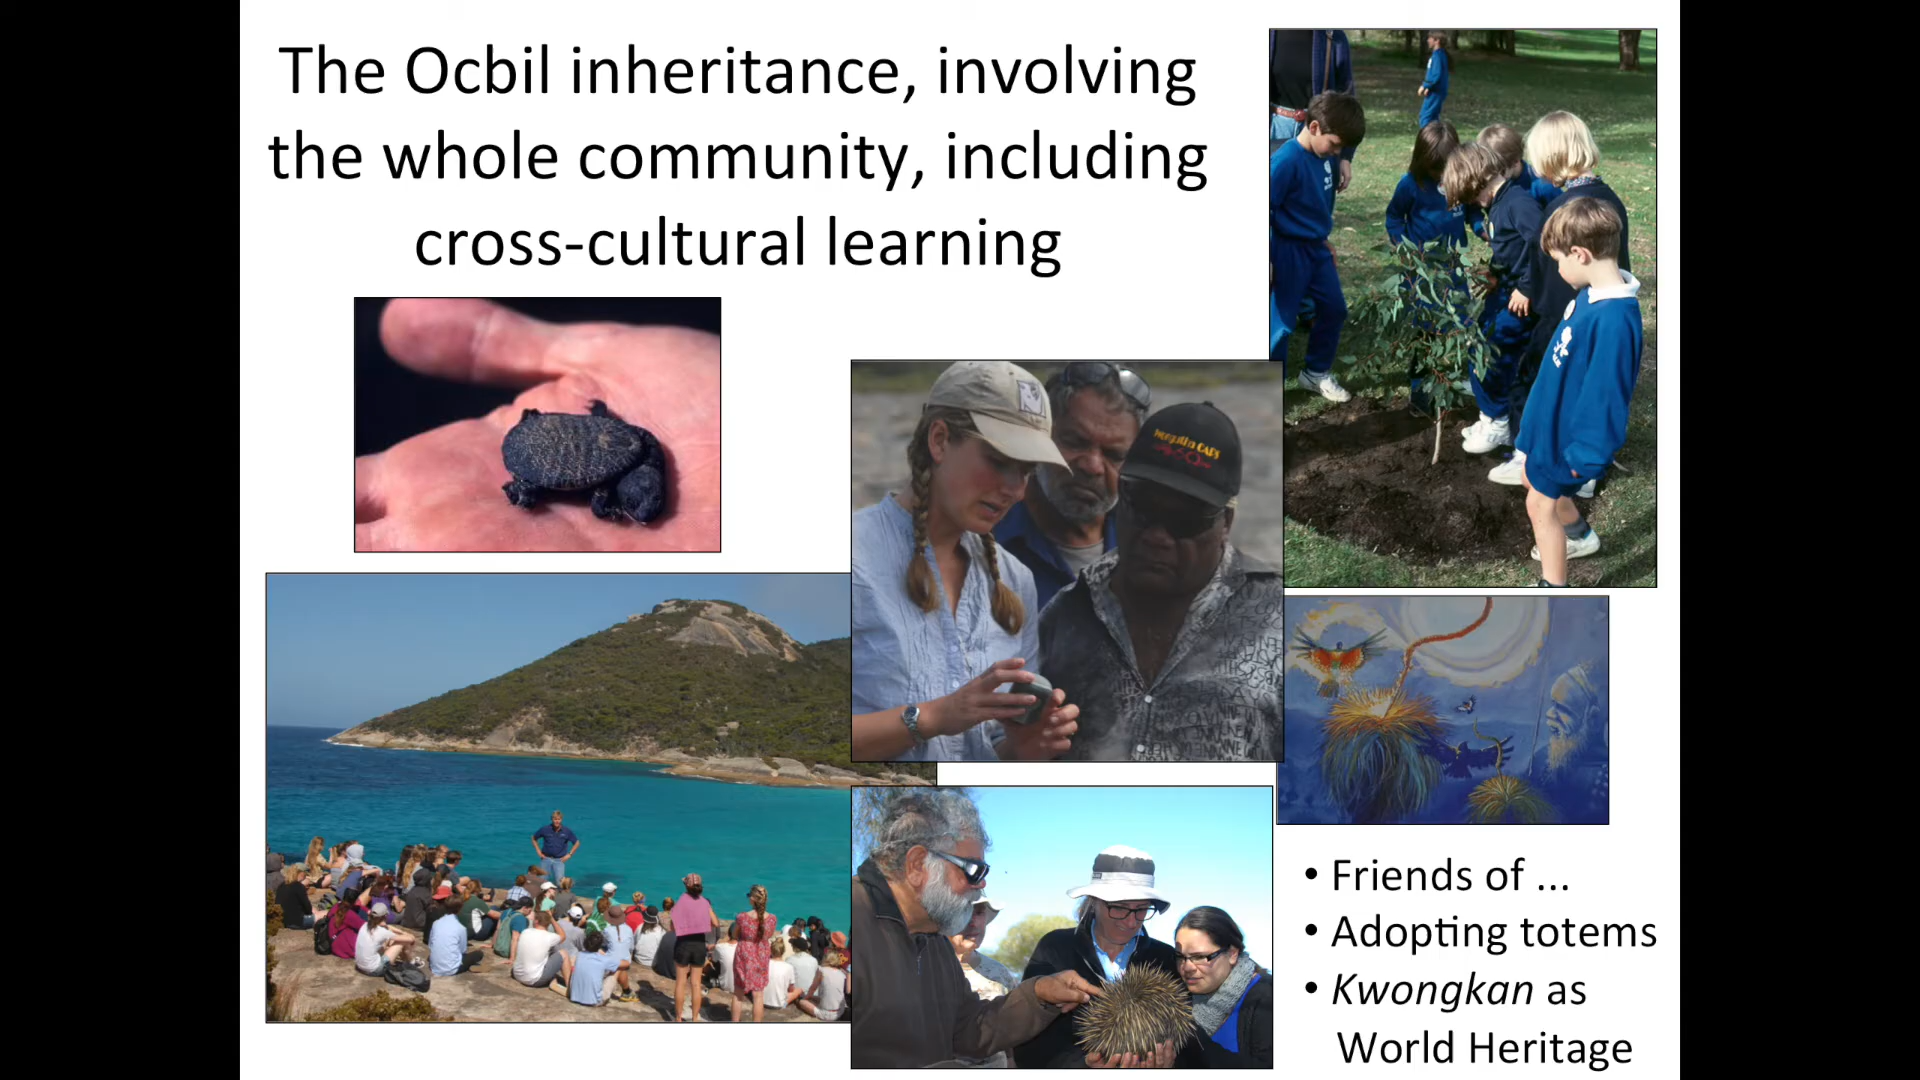 The Ocbil inheritance, involving
the whole community, including
cross-cultural learning
• Friends of ...
• Adopting totems
• Kwongkan as
World Heritage